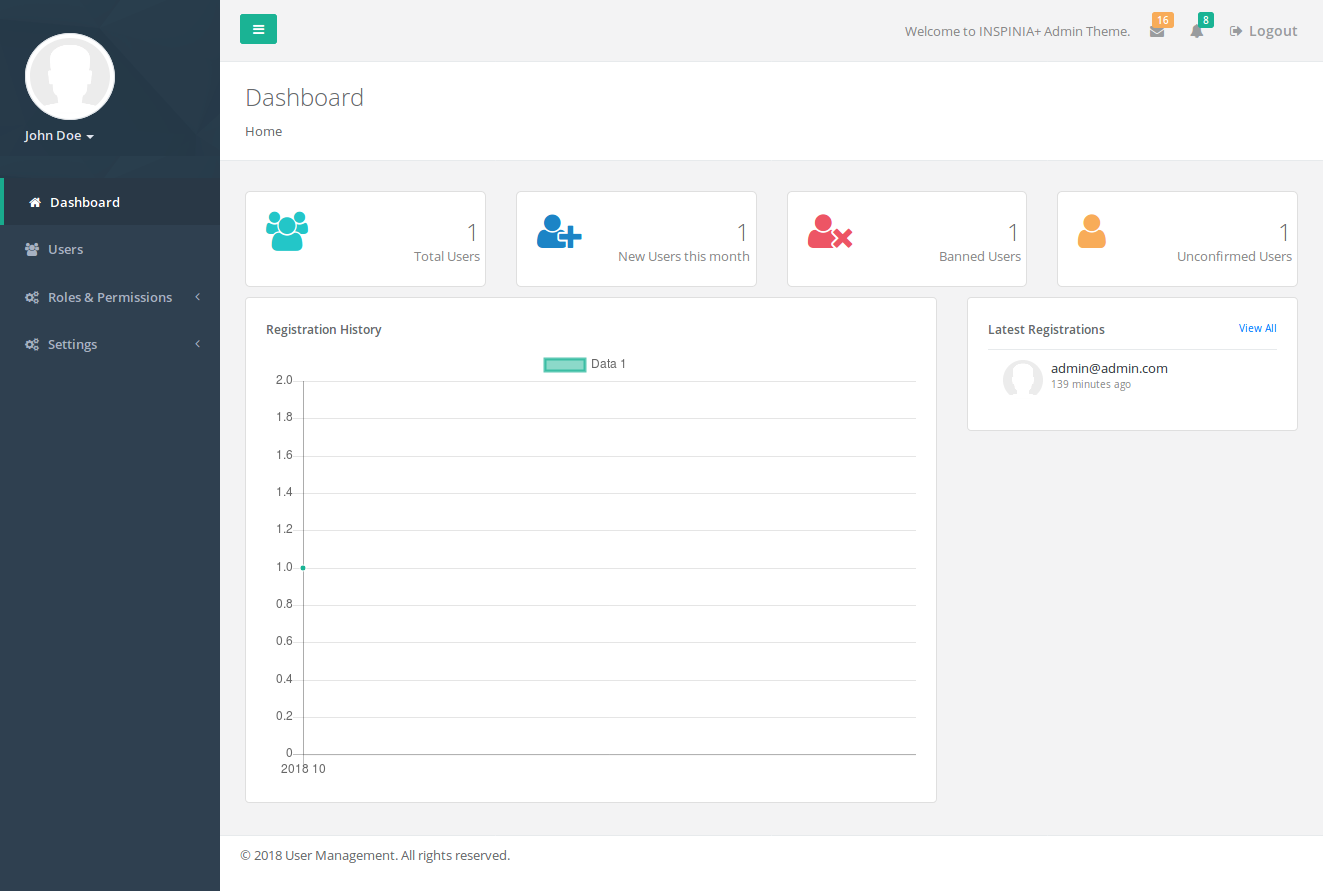 Welcome to INSPINIA+ Admin Theme.
16
8
Logout
John Doe
Dashboard
Users
Roles & Permissions
Settings
Dashboard
Home
1
Total Users
1
New Users this month
1
Banned Users
1
Unconfirmed Users
Registration History
Data 1
2.0
1.8
1.6
1.4
1.2
1.0
0.8
0.6
0.4
0.2
0
2018 10
Latest Registrations
View All
admin@admin.com
139 minutes ago
© 2018 User Management. All rights reserved.